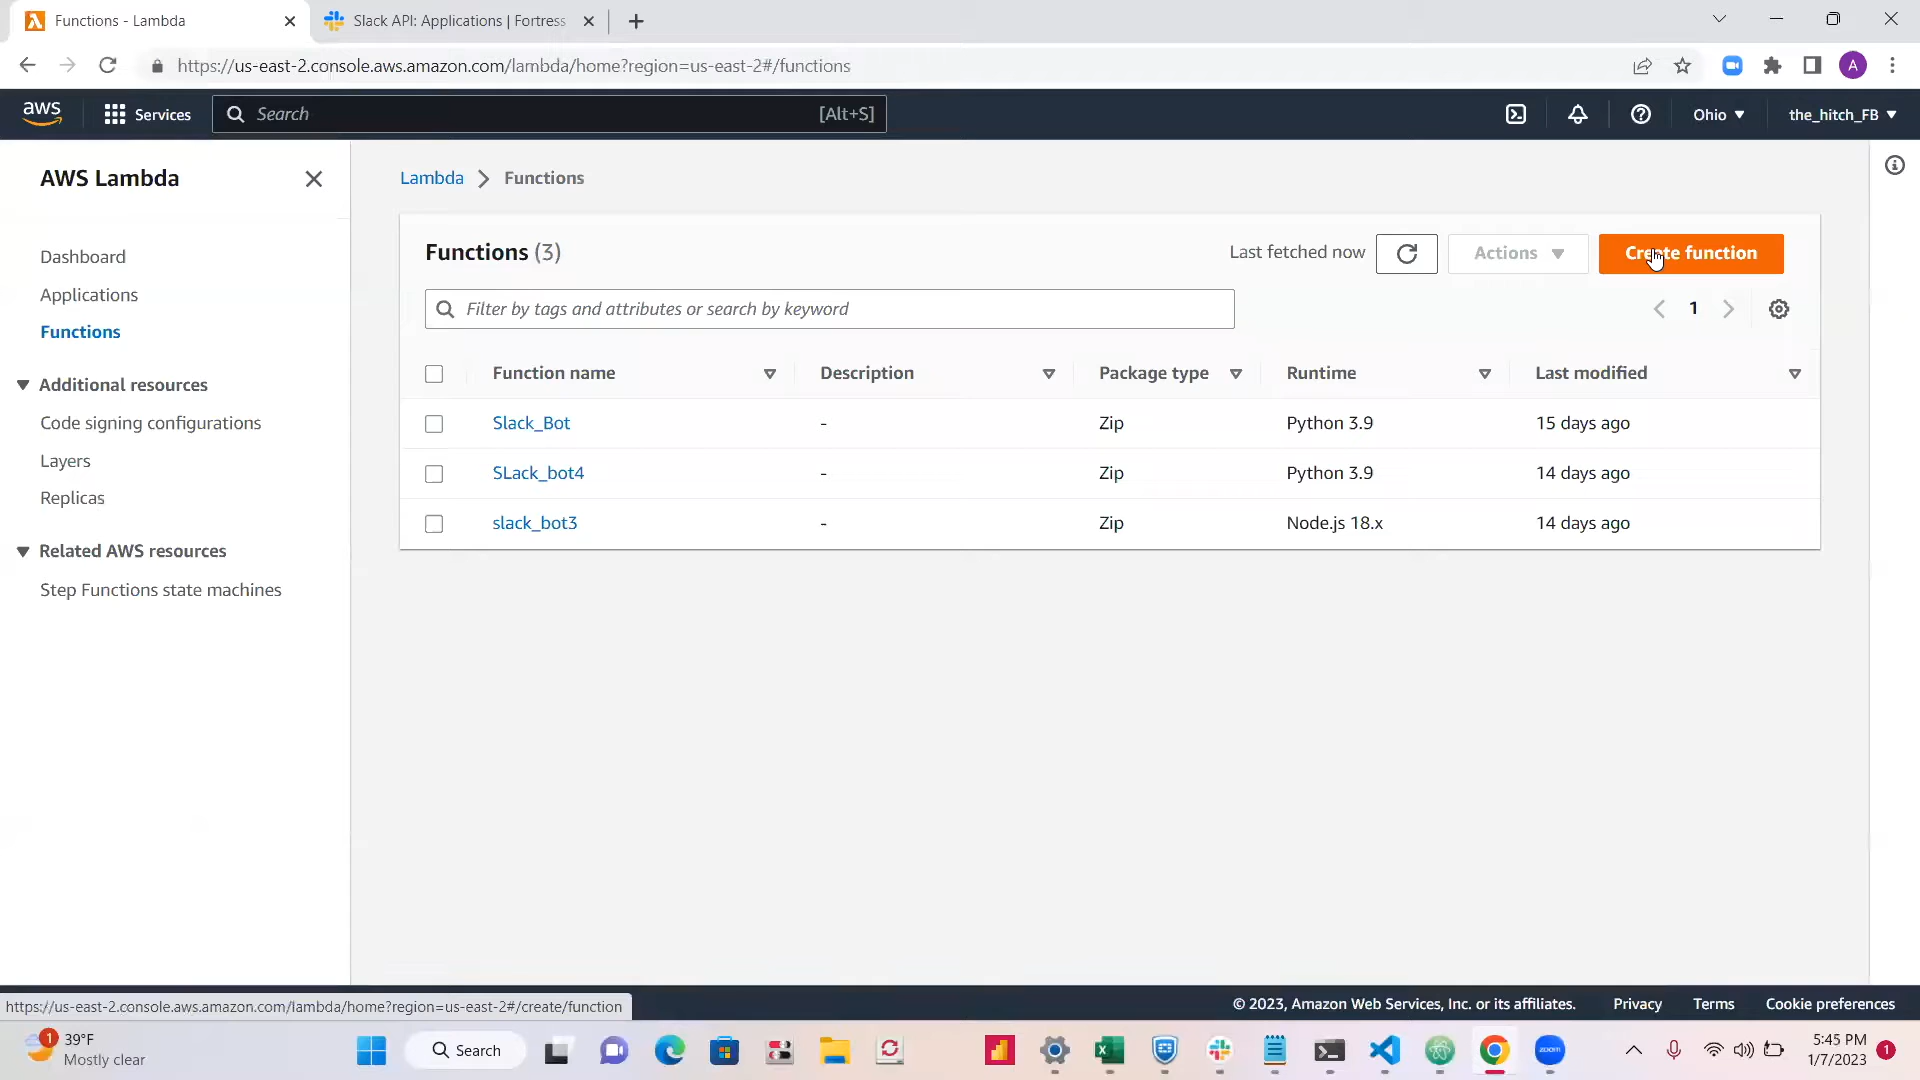 Functions - Lambda
Slack API: Applications | Fortress
https://us-east-2.console.aws.amazon.com/lambda/home?region=us-east-2#/functions
A
aws
Services
Search
[Alt+S]
Ohio
the_hitch_FB
AWS Lambda
Dashboard
Applications
Functions
Additional resources
Code signing configurations
Layers
Replicas
Related AWS resources
Step Functions state machines
Lambda
Functions
Functions (3)
Last fetched now
Actions
Create function
Filter by tags and attributes or search by keyword
1
Function name Description Package type Runtime Last modified
Slack_Bot - Zip Python 3.9 15 days ago
SLack_bot4 - Zip Python 3.9 14 days ago
slack_bot3 - Zip Node.js 18.x 14 days ago
https://us-east-2.console.aws.amazon.com/lambda/home?region=us-east-2#/create/function
© 2023, Amazon Web Services, Inc. or its affiliates. Privacy Terms Cookie preferences
1
39°F
Mostly clear
Search
zoom
5:45 PM
1/7/2023
1